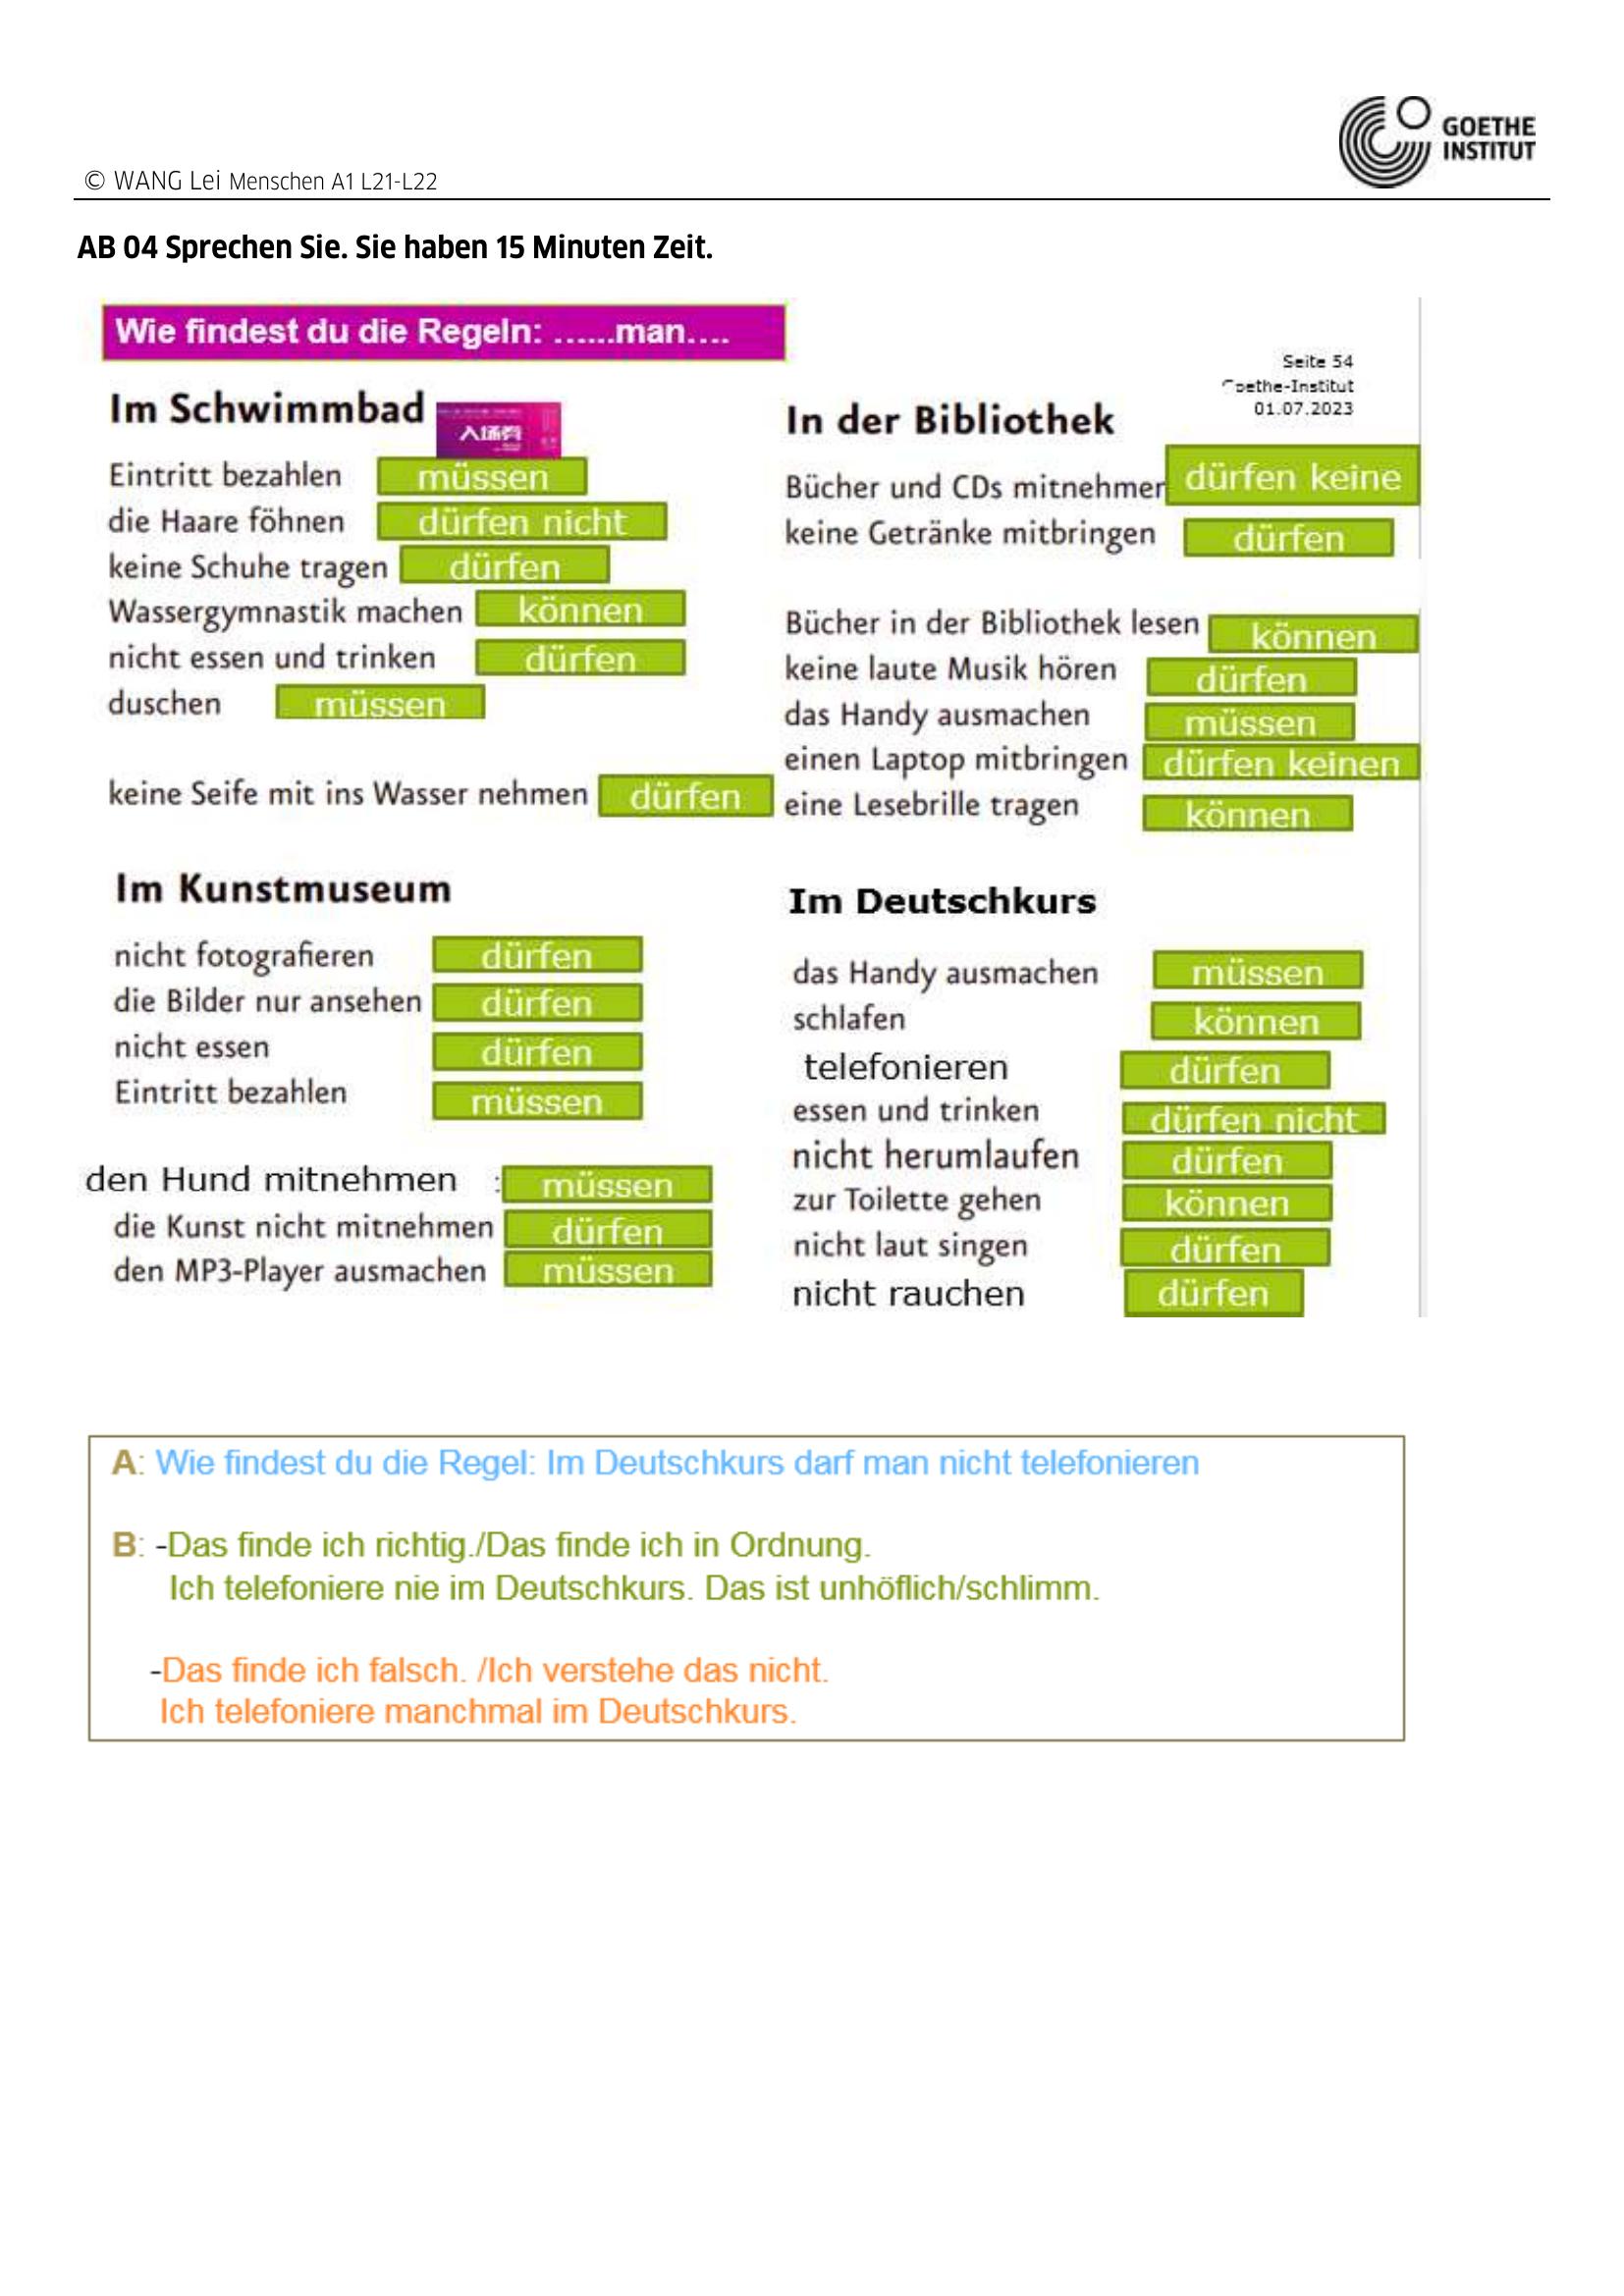 © WANG Lei Menschen A1 L21-L22
GOETHE
INSTITUT
AB 04 Sprechen Sie. Sie haben 15 Minuten Zeit.
Wie findest du die Regeln: ......man....
Seite 54
Goethe-Institut
01.07.2023
Im Schwimmbad
入场券
Eintritt bezahlen müssen
die Haare föhnen dürfen nicht
keine Schuhe tragen dürfen
Wassergymnastik machen können
nicht essen und trinken dürfen
duschen müssen
keine Seife mit ins Wasser nehmen dürfen
In der Bibliothek
Bücher und CDs mitnehmen dürfen keine
keine Getränke mitbringen dürfen
Bücher in der Bibliothek lesen können
keine laute Musik hören dürfen
das Handy ausmachen müssen
einen Laptop mitbringen dürfen keinen
eine Lesebrille tragen können
Im Kunstmuseum
nicht fotografieren dürfen
die Bilder nur ansehen dürfen
nicht essen dürfen
Eintritt bezahlen müssen
den Hund mitnehmen : müssen
die Kunst nicht mitnehmen dürfen
den MP3-Player ausmachen müssen
Im Deutschkurs
das Handy ausmachen müssen
schlafen können
telefonieren dürfen
essen und trinken dürfen nicht
nicht herumlaufen dürfen
zur Toilette gehen können
nicht laut singen dürfen
nicht rauchen dürfen
A: Wie findest du die Regel: Im Deutschkurs darf man nicht telefonieren
B: -Das finde ich richtig./Das finde ich in Ordnung.
Ich telefoniere nie im Deutschkurs. Das ist unhöflich/schlimm.
-Das finde ich falsch. /Ich verstehe das nicht.
Ich telefoniere manchmal im Deutschkurs.